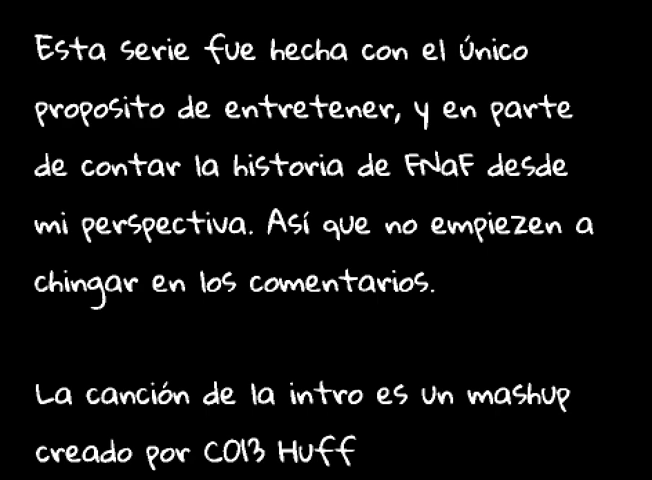 Esta serie fue hecha con el único
proposito de entretener, y en parte
de contar la historia de FNaF desde
mi perspectiva. Así que no empiezen a
chingar en los comentarios.
La canción de la intro es un mashup
creado por CO13 Huff